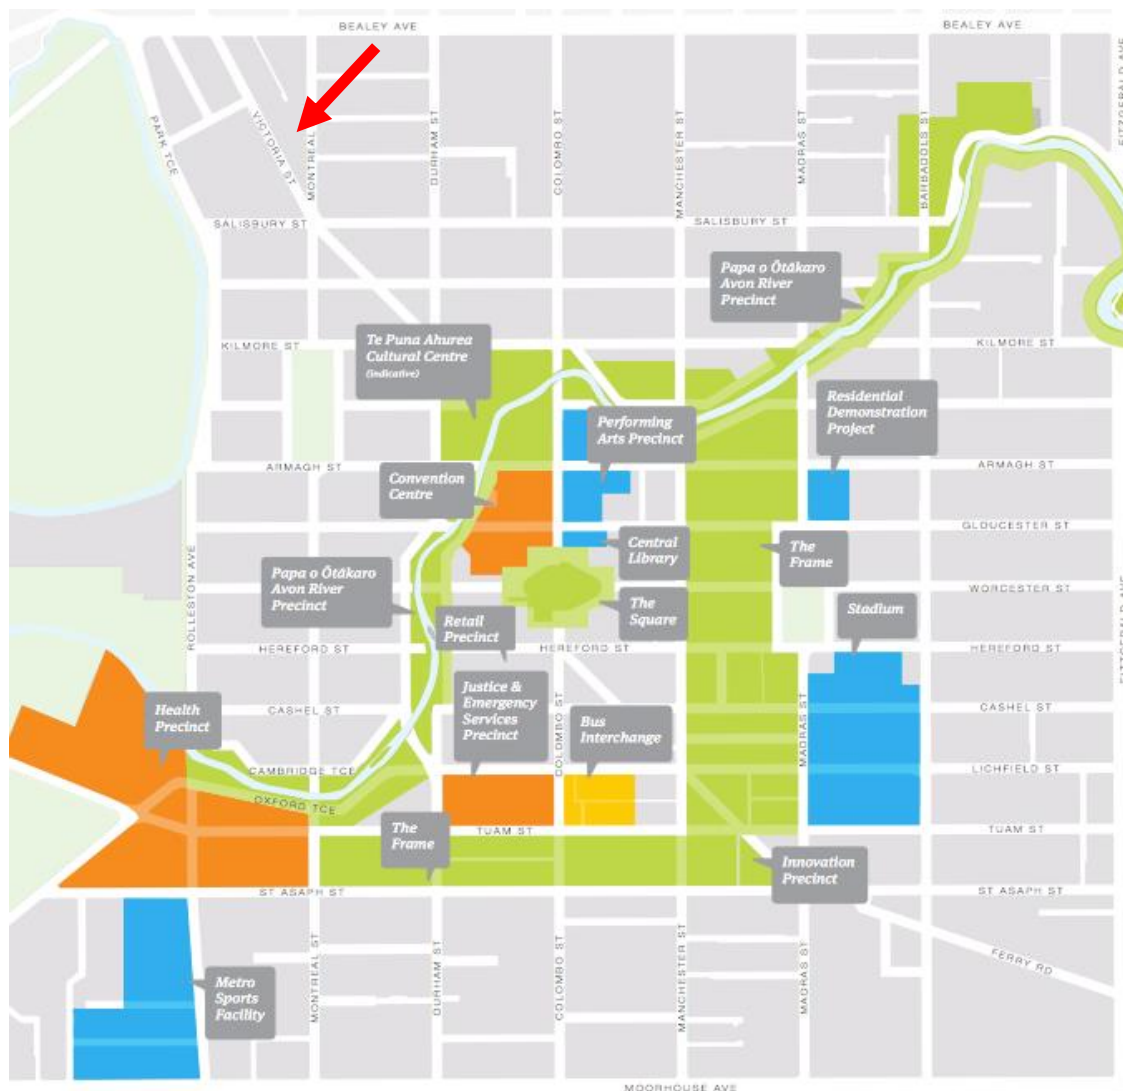 BEALEY AVE
BEALEY AVE
FITZGERALD AVE
PARK TCE
VICTORIA ST
MONTREAL
DURHAM ST
COLOMBO ST
MANCHESTER ST
MADRAS ST
BARBADOLS ST
SALISBURY ST
SALISBURY ST
Papa o Ōtākaro
Avon River
Precinct
KILMORE ST
KILMORE ST
Te Puna Ahurea
Cultural Centre
(indicative)
Residential
Demonstration
Project
Performing
Arts Precinct
ARMAGH ST
ARMAGH ST
Convention
Centre
GLOUCESTER ST
Central
Library
The
Frame
ROLLESTON AVE
Papa o Ōtākaro
Avon River
Precinct
WORCESTER ST
FITZGERALD AVE
The
Square
Stadium
Retail
Precinct
HEREFORD ST
HEREFORD ST
HEREFORD ST
Justice &
Emergency
Services
Precinct
Health
Precinct
CASHEL ST
CASHEL ST
COLOMBO ST
MADRAS ST
Bus
Interchange
CAMBRIDGE TCE
LICHFIELD ST
OXFORD TCE
TUAM ST
TUAM ST
The
Frame
Innovation
Precinct
ST ASAPH ST
ST ASAPH ST
MONTREAL ST
DURHAM ST
COLOMBO ST
MANCHESTER ST
MADRAS ST
FERRY RD
Metro
Sports
Facility
MOORHOUSE AVE